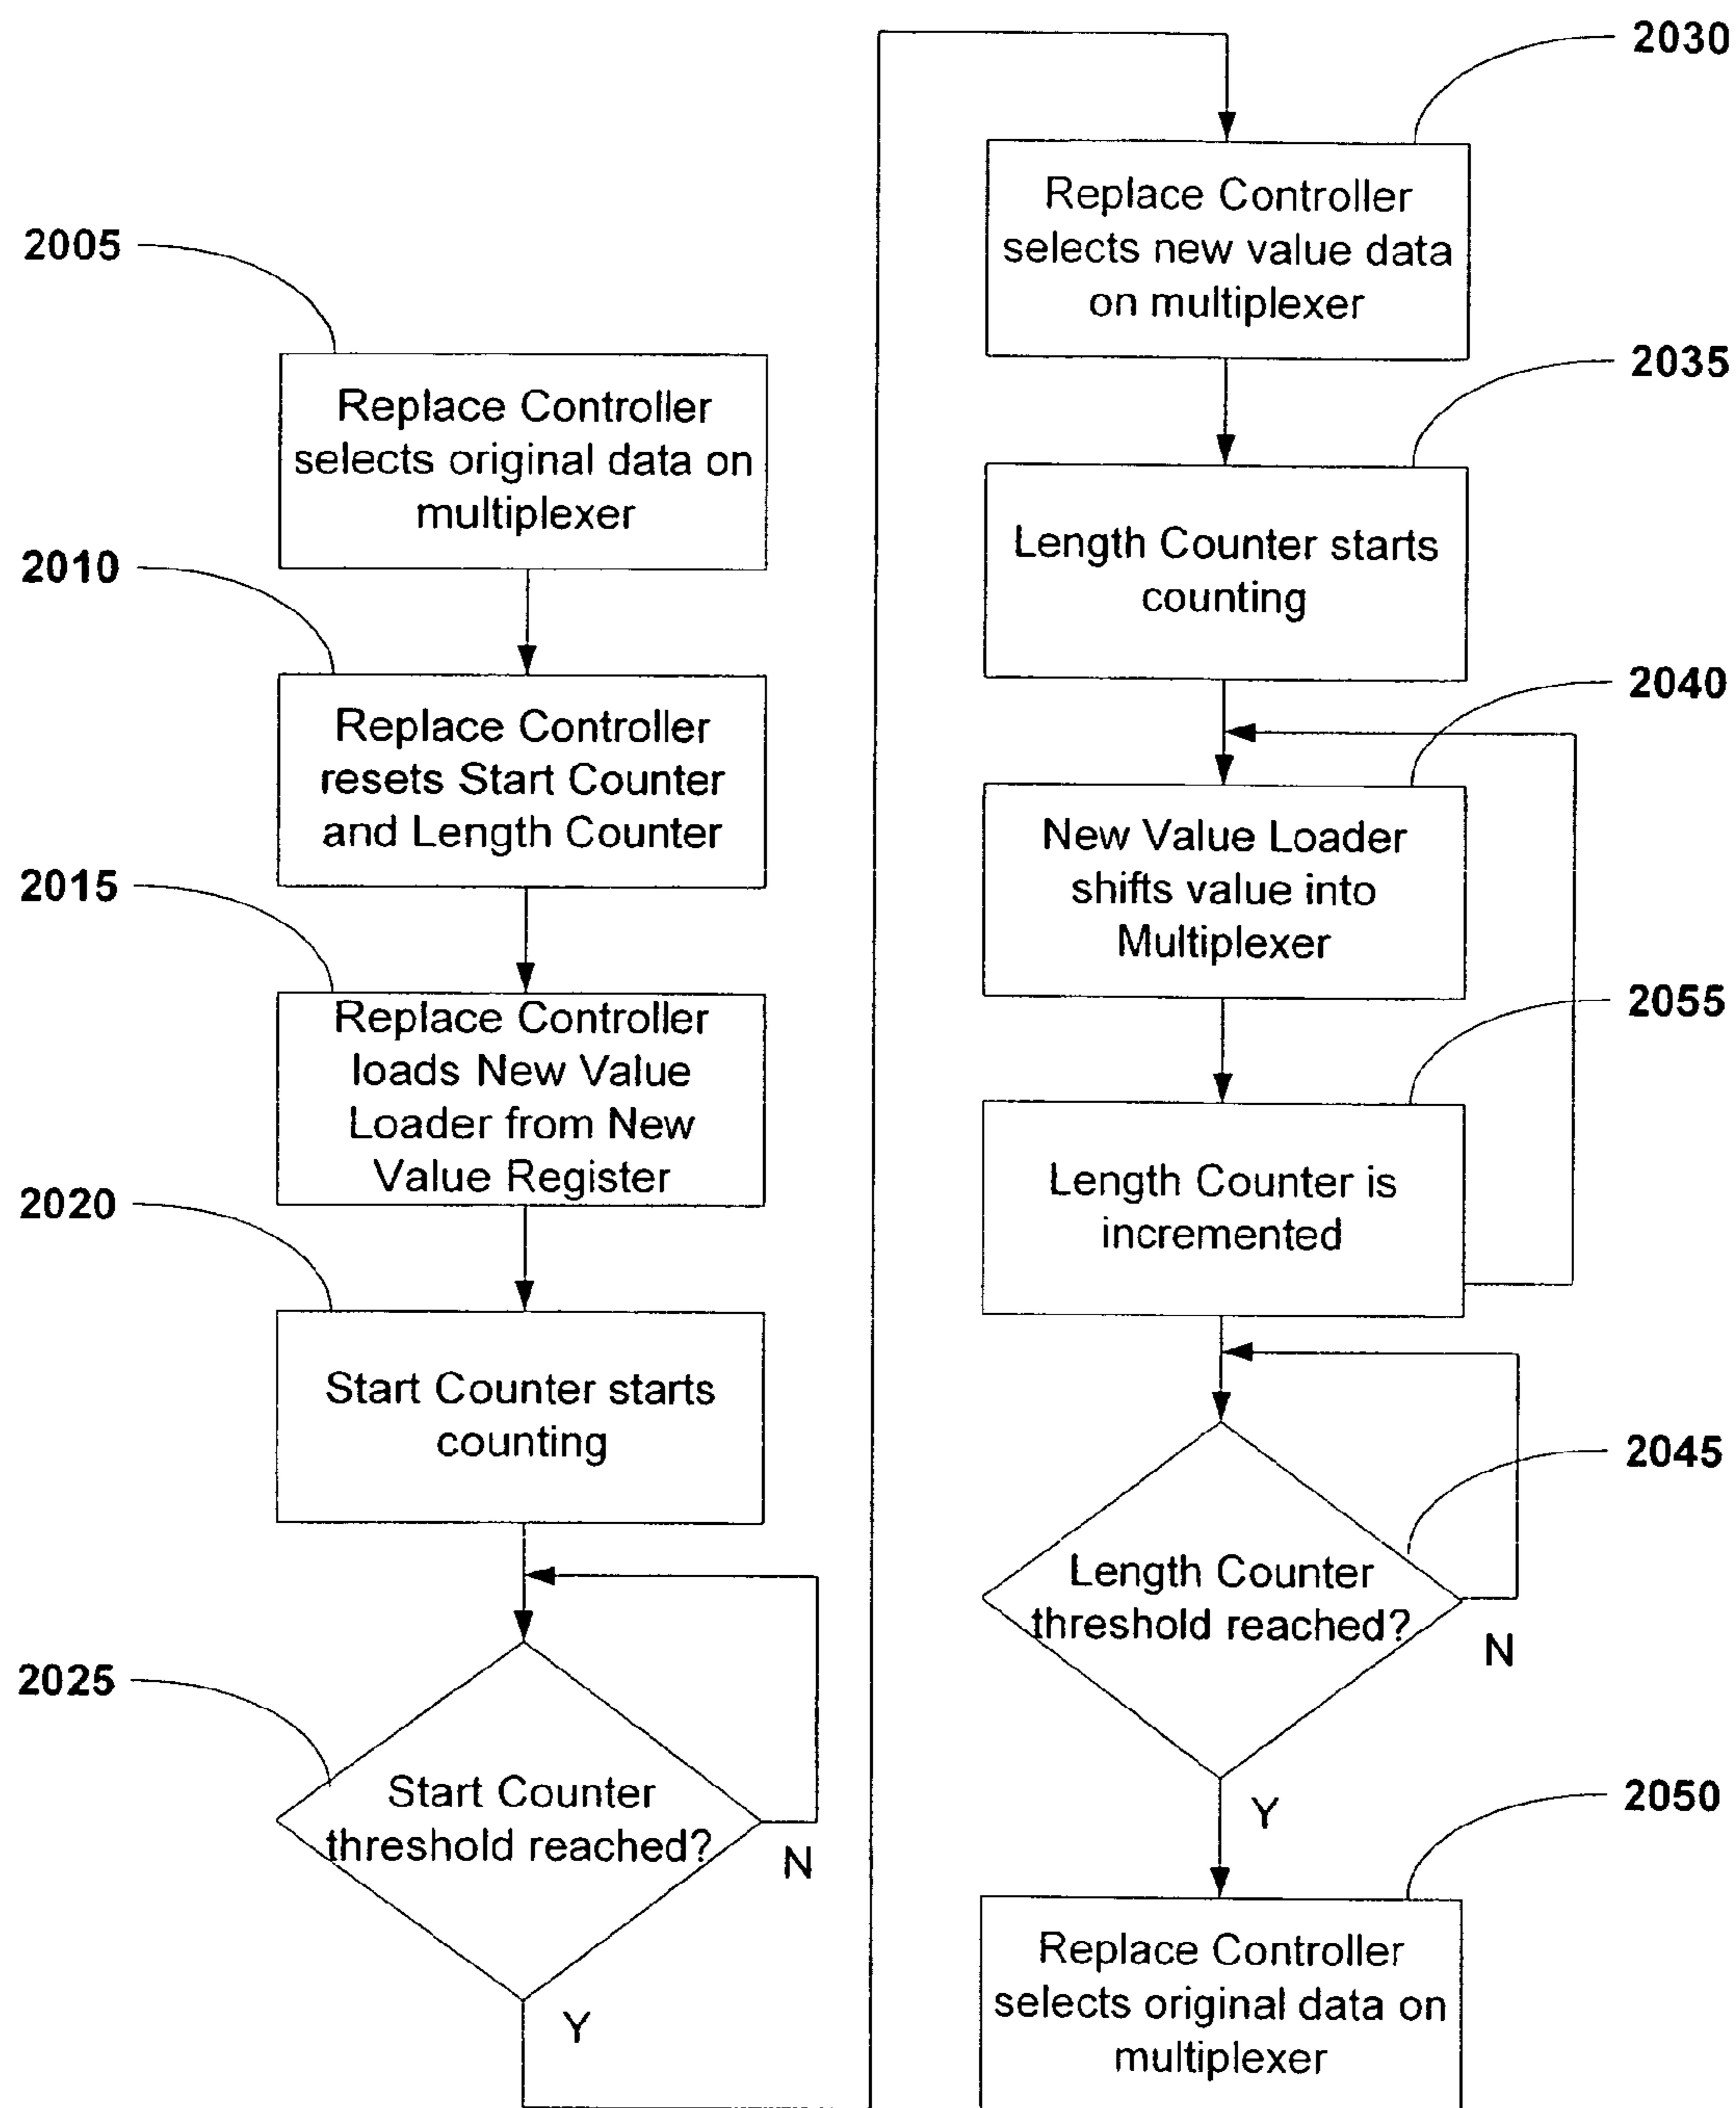 2005
Replace Controller
selects original data on
multiplexer
2010
Replace Controller
resets Start Counter
and Length Counter
2015
Replace Controller
loads New Value
Loader from New
Value Register
2020
Start Counter starts
counting
2025
Start Counter
threshold reached?
N
Y
2030
Replace Controller
selects new value data
on multiplexer
2035
Length Counter starts
counting
2040
New Value Loader
shifts value into
Multiplexer
2055
Length Counter is
incremented
2045
Length Counter
threshold reached?
N
Y
2050
Replace Controller
selects original data on
multiplexer